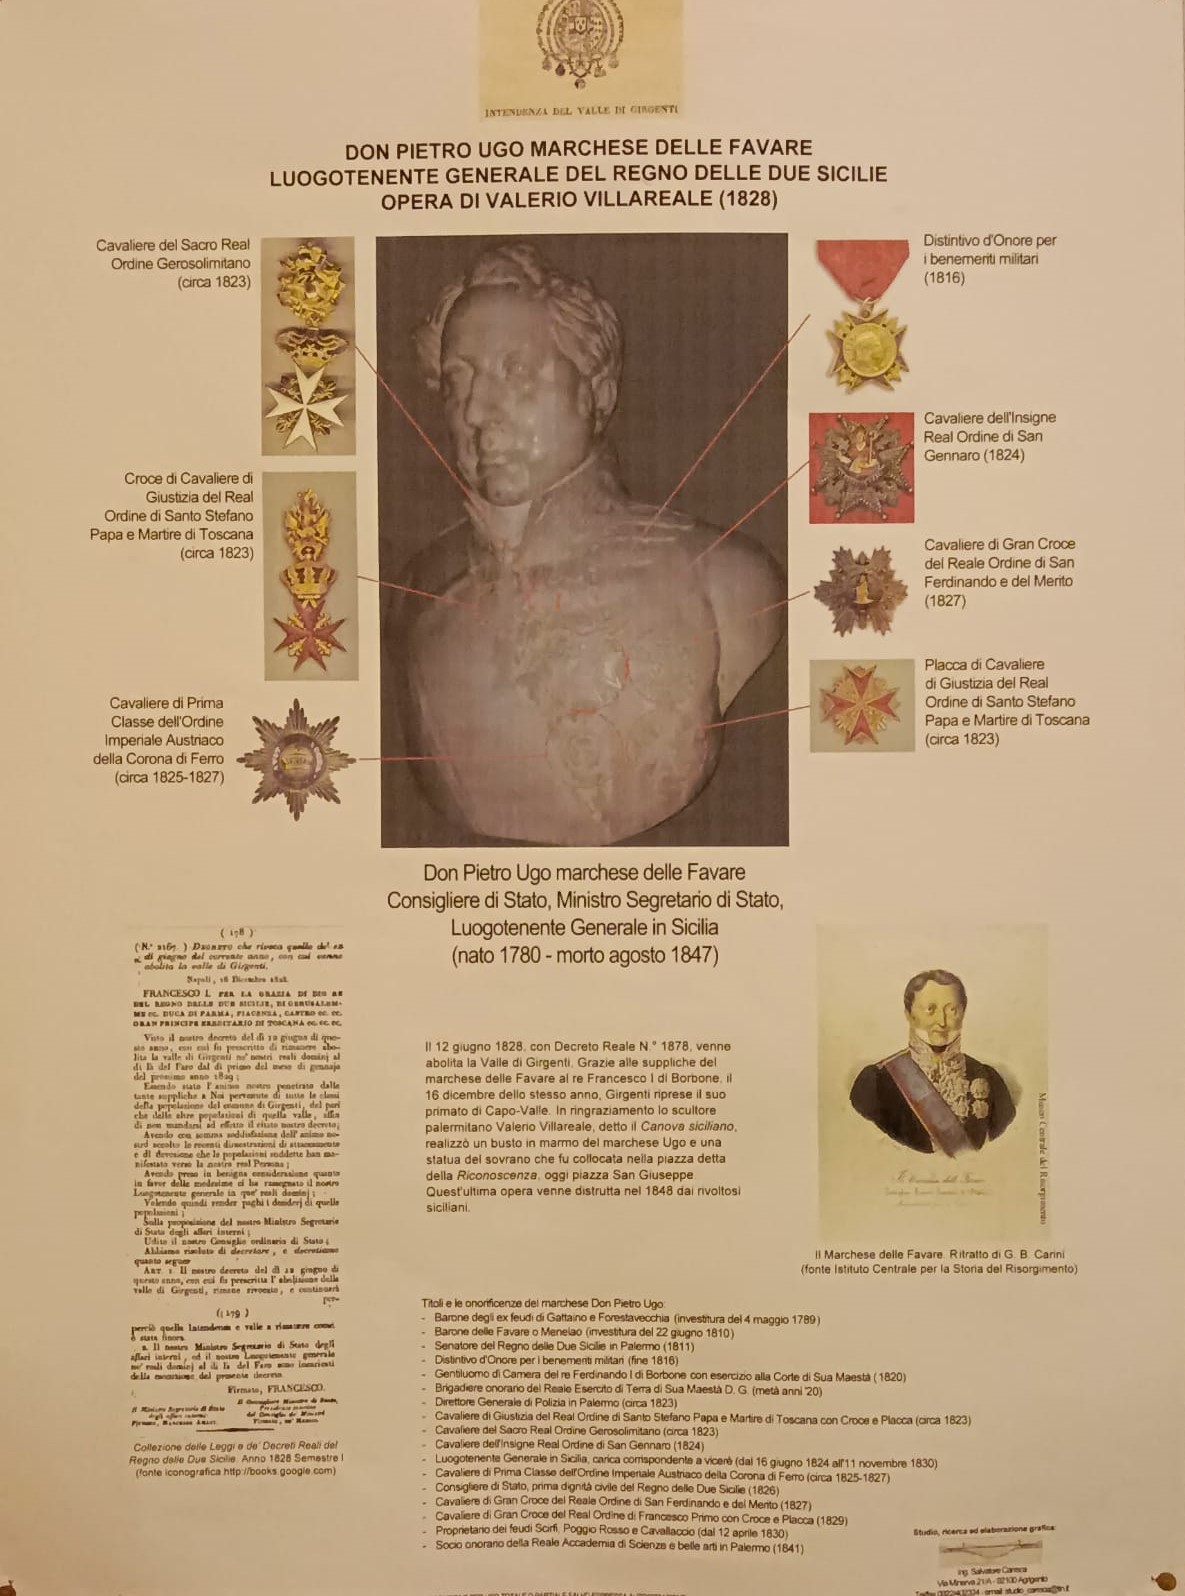 INTENDENZA DEL VALLE DI GIRGENTI
DON PIETRO UGO MARCHESE DELLE FAVARE
LUOGOTENENTE GENERALE DEL REGNO DELLE DUE SICILIE
OPERA DI VALERIO VILLAREALE (1828)
Cavaliere del Sacro Real
Ordine Gerosolimitano
(circa 1823)
Croce di Cavaliere di
Giustizia del Real
Ordine di Santo Stefano
Papa e Martire di Toscana
(circa 1823)
Cavaliere di Prima
Classe dell'Ordine
Imperiale Austriaco
della Corona di Ferro
(circa 1825-1827)
Distintivo d'Onore per
i benemeriti militari
(1816)
Cavaliere dell'Insigne
Real Ordine di San
Gennaro (1824)
Cavaliere di Gran Croce
del Reale Ordine di San
Ferdinando e del Merito
(1827)
Placca di Cavaliere
di Giustizia del Real
Ordine di Santo Stefano
Papa e Martire di Toscana
(circa 1823)
Don Pietro Ugo marchese delle Favare
Consigliere di Stato, Ministro Segretario di Stato,
Luogotenente Generale in Sicilia
(nato 1780 - morto agosto 1847)
( 178 )
( N.° 2167. ) DECRETO che rivoca quello de'
di giugno del corrente anno, con cui venne
abolita la valle di Girgenti.
Napoli, 16 Dicembre 1828.
FRANCESCO I. PER LA GRAZIA DI DIO RE
DEL REGNO DELLE DUE SICILIE, DI GERUSALEM-
ME EC. DUCA DI PARMA, PIACENZA, CASTRO EC. EC.
GRAN PRINCIPE EREDITARIO DI TOSCANA EC. EC. EC.
Visto il nostro decreto del dì 12 giugno di que-
sto anno, con cui fu prescritto di rimanere abo-
lita la valle di Girgenti ne' nostri reali dominj al
di là del Faro dal dì primo del mese di gennajo
del prossimo anno 1829;
Essendo stato l'animo nostro penetrato dalle
tante suppliche a Noi pervenute di tutte le classi
della popolazione del comune di Girgenti, del pari
che delle altre popolazioni di quella valle, affin
di non mandarsi ad effetto il citato nostro decreto;
Avendo con somma soddisfazione dell'animo no-
stro accolto le recenti dimostrazioni di attaccamento
e di devozione che le popolazioni suddette han ma-
nifestato verso la nostra real Persona;
Avendo preso in benigna considerazione quanto
in favor delle medesime ci ha rassegnato il nostro
Luogotenente generale in que' reali dominj;
Volendo quindi render paghi i desiderj di quelle
popolazioni;
Sulla proposizione del nostro Ministro Segretario
di Stato degli affari interni;
Udito il nostro Consiglio ordinario di Stato;
Abbiamo risoluto di decretare, e decretiamo
quanto segue:
ART. 1. Il nostro decreto del dì 12 giugno di
questo anno, con cui fu prescritta l'abolizione della
valle di Girgenti, rimane rivocato, e continuerà
per-
( 179 )
perciò quella Intendenza e valle a rimanere come
è stata finora.
2. Il nostro Ministro Segretario di Stato degli
affari interni, ed il nostro Luogotenente generale
ne' reali dominj al di là del Faro sono incaricati
della esecuzione del presente decreto.
Firmato, FRANCESCO.
Il Ministro Segretario di Stato
degli affari interni
Il Consigliere Ministro di Stato,
Presidente
del Consiglio de' Ministri
Collezione delle Leggi e de' Decreti Reali del
Regno delle Due Sicilie. Anno 1828 Semestre I
(fonte iconografica http://books.google.com)
Il 12 giugno 1828, con Decreto Reale N.° 1878, venne
abolita la Valle di Girgenti. Grazie alle suppliche del
marchese delle Favare al re Francesco I di Borbone, il
16 dicembre dello stesso anno, Girgenti riprese il suo
primato di Capo-Valle. In ringraziamento lo scultore
palermitano Valerio Villareale, detto il Canova siciliano,
realizzò un busto in marmo del marchese Ugo e una
statua del sovrano che fu collocata nella piazza detta
della Riconoscenza, oggi piazza San Giuseppe.
Quest'ultima opera venne distrutta nel 1848 dai rivoltosi
siciliani.
Museo Centrale del Risorgimento
Il Marchese delle Favare. Ritratto di G. B. Carini
(fonte Istituto Centrale per la Storia del Risorgimento)
Titoli e le onorificenze del marchese Don Pietro Ugo:
- Barone degli ex feudi di Gattaino e Forestavecchia (investitura del 4 maggio 1789)
- Barone delle Favare o Menelao (investitura del 22 giugno 1810)
- Senatore del Regno delle Due Sicilie in Palermo (1811)
- Distintivo d'Onore per i benemeriti militari (fine 1816)
- Gentiluomo di Camera del re Ferdinando I di Borbone con esercizio alla Corte di Sua Maestà (1820)
- Brigadiere onorario del Reale Esercito di Terra di Sua Maestà D. G. (metà anni '20)
- Direttore Generale di Polizia in Palermo (circa 1823)
- Cavaliere di Giustizia del Real Ordine di Santo Stefano Papa e Martire di Toscana con Croce e Placca (circa 1823)
- Cavaliere del Sacro Real Ordine Gerosolimitano (circa 1823)
- Cavaliere dell'Insigne Real Ordine di San Gennaro (1824)
- Luogotenente Generale in Sicilia, carica corrispondente a viceré (dal 16 giugno 1824 all'11 novembre 1830)
- Cavaliere di Prima Classe dell'Ordine Imperiale Austriaco della Corona di Ferro (circa 1825-1827)
- Consigliere di Stato, prima dignità civile del Regno delle Due Sicilie (1826)
- Cavaliere di Gran Croce del Reale Ordine di San Ferdinando e del Merito (1827)
- Cavaliere di Gran Croce del Real Ordine di Francesco Primo con Croce e Placca (1829)
- Proprietario dei feudi Scirfi, Poggio Rosso e Cavallaccio (dal 12 aprile 1830)
- Socio onorario della Reale Accademia di Scienze e belle arti in Palermo (1841)
Studio, ricerca ed elaborazione grafica:
ing. Salvatore
Via Minerva 21/A - 92100 Agrigento